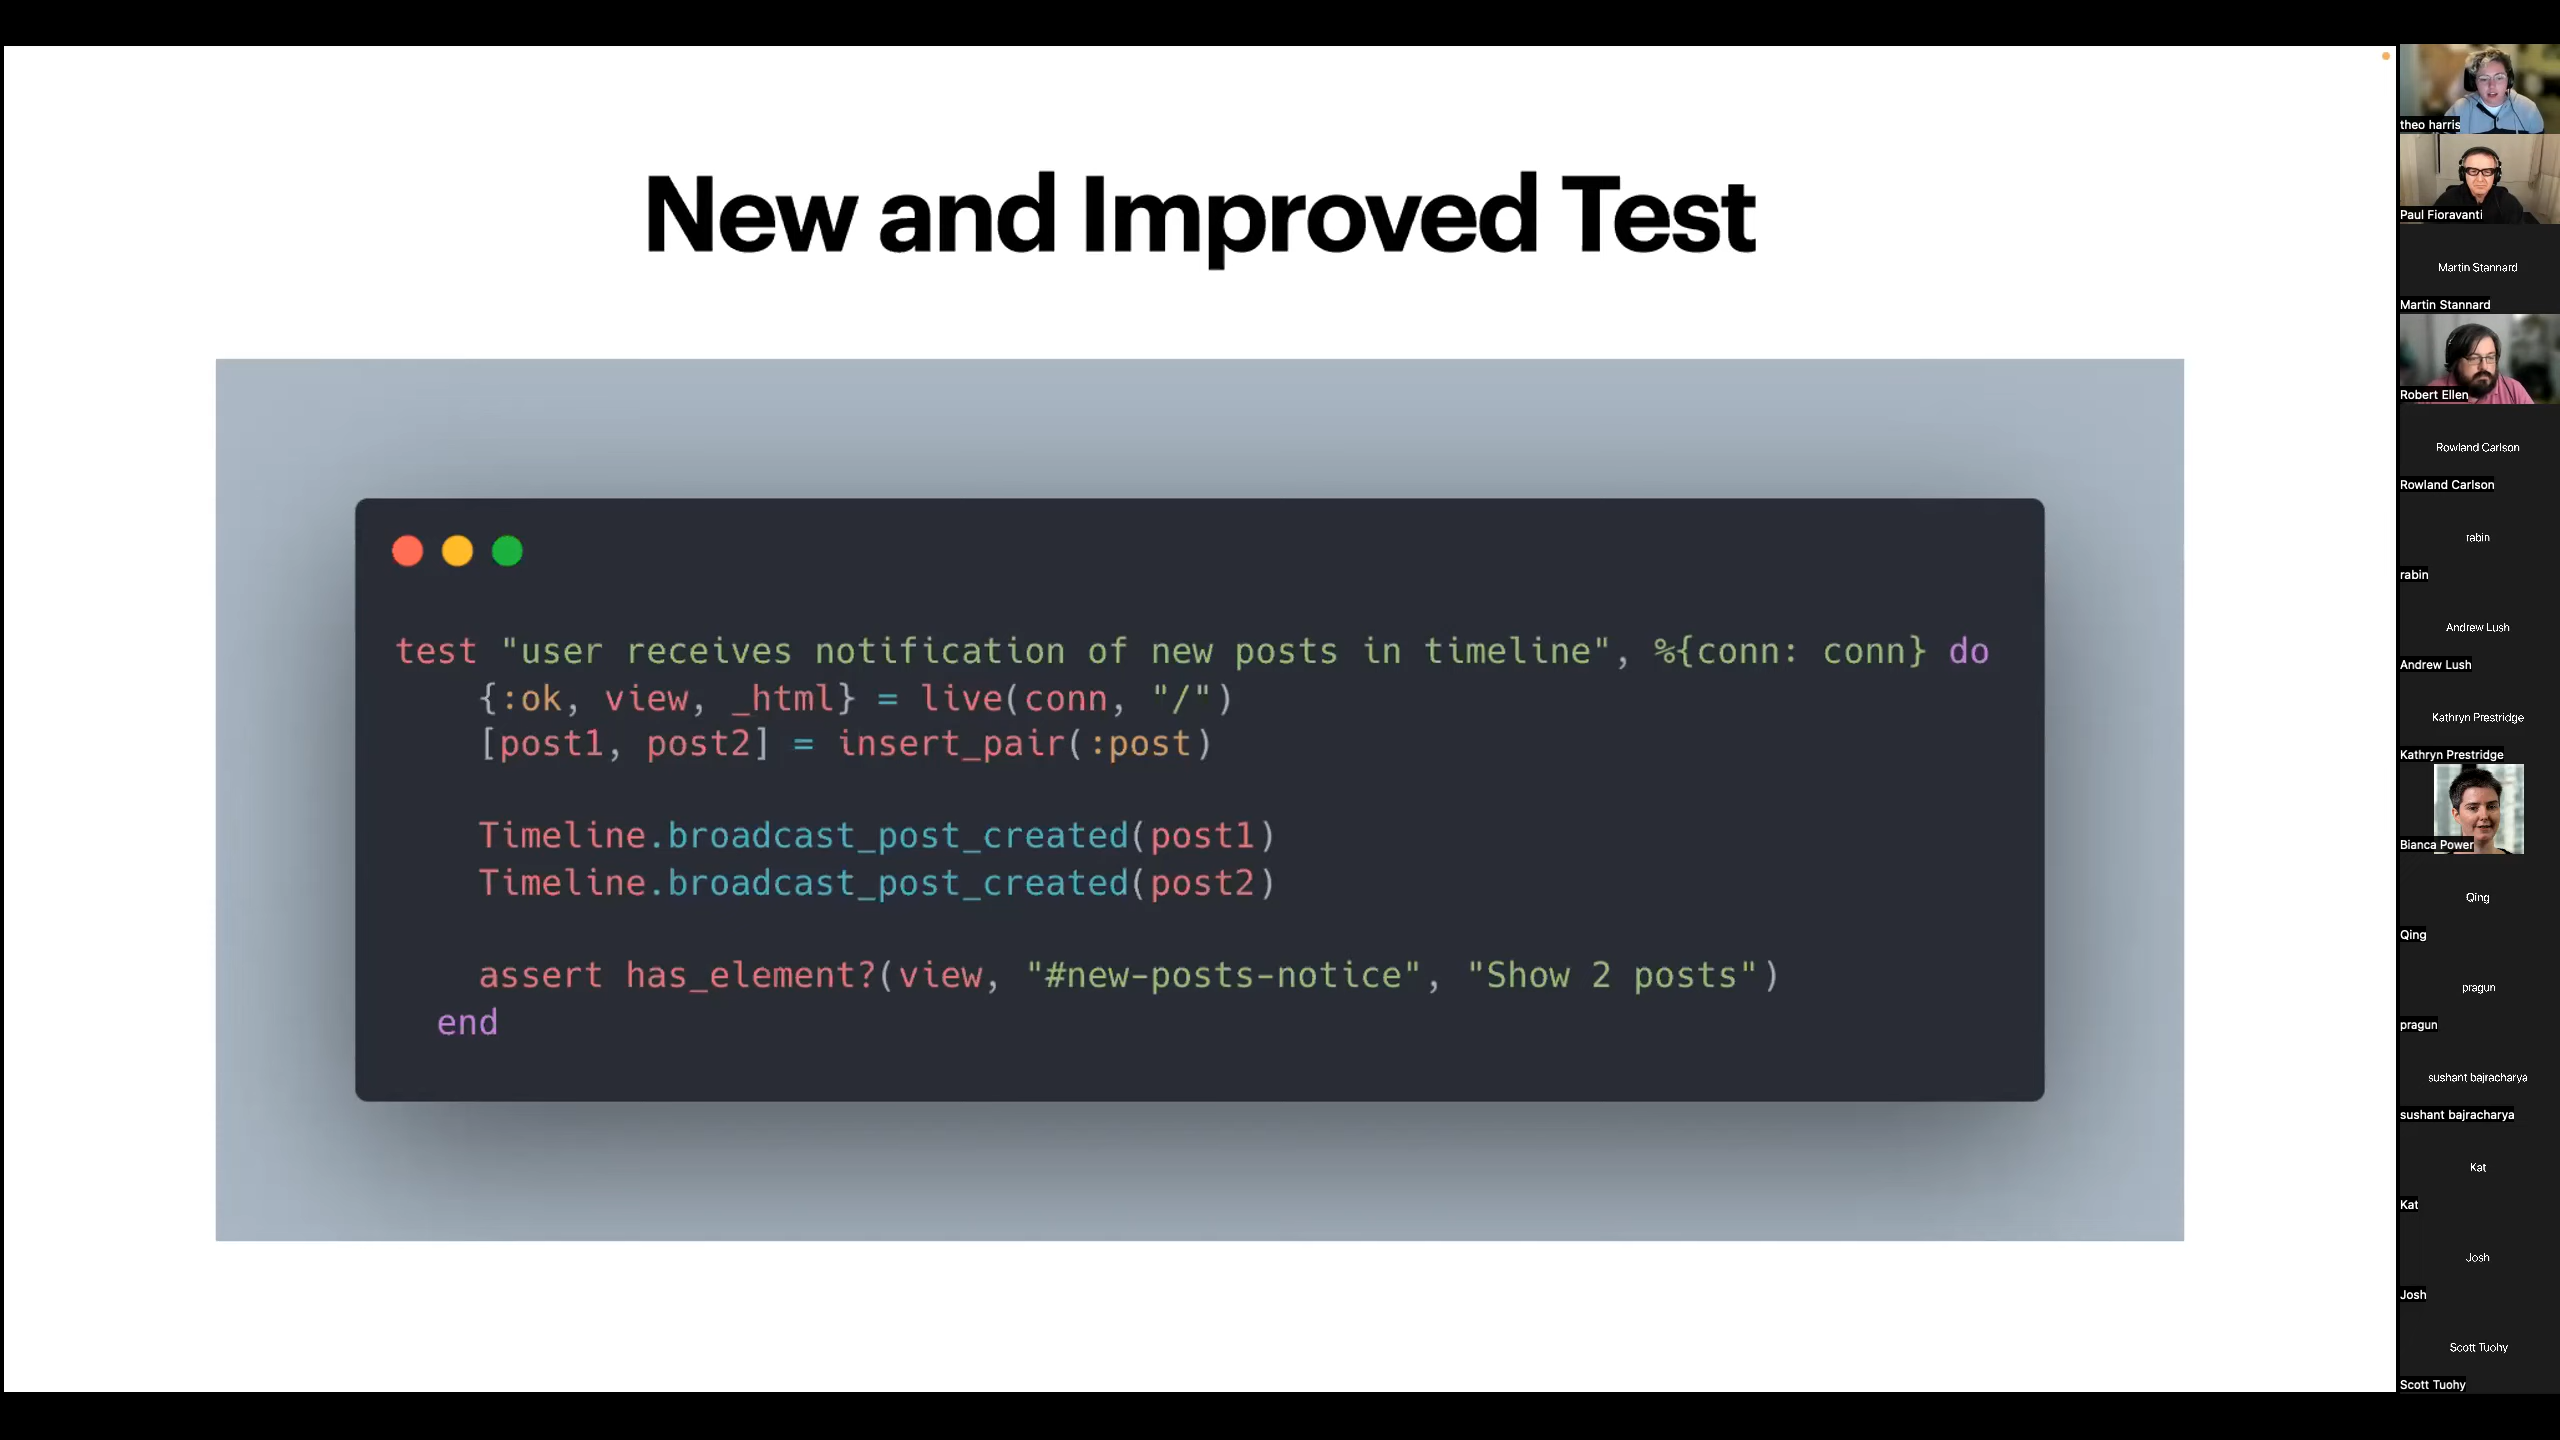 New and Improved Test
test "user receives notification of new posts in timeline", %{conn: conn} do
    {:ok, view, _html} = live(conn, "/")
    [post1, post2] = insert_pair(:post)
    Timeline.broadcast_post_created(post1)
    Timeline.broadcast_post_created(post2)
    assert has_element?(view, "#new-posts-notice", "Show 2 posts")
  end
theo harris
Paul Fioravanti
Martin Stannard
Martin Stannard
Robert Ellen
Rowland Carlson
Rowland Carlson
rabin
rabin
Andrew Lush
Andrew Lush
Kathryn Prestridge
Kathryn Prestridge
Bianca Power
Qing
Qing
pragun
pragun
sushant bajracharya
sushant bajracharya
Kat
Kat
Josh
Josh
Scott Tuohy
Scott Tuohy